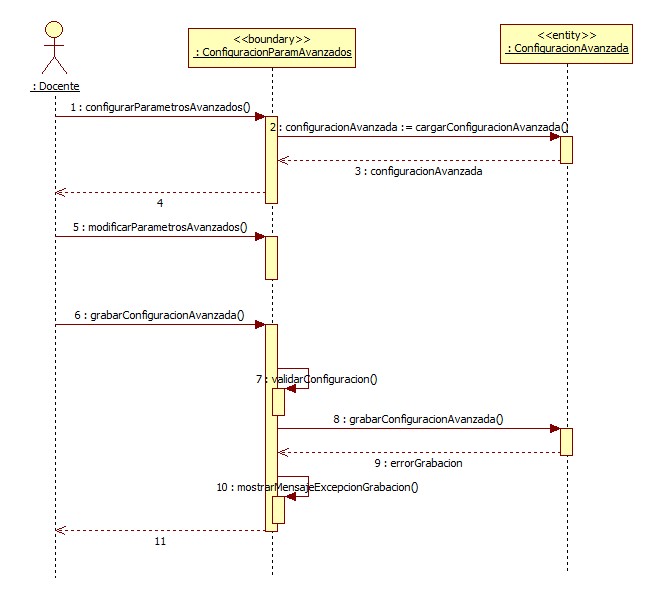 <<boundary>>
: ConfiguracionParamAvanzados
<<entity>>
: ConfiguracionAvanzada
: Docente
1 : configurarParametrosAvanzados()
2 : configuracionAvanzada := cargarConfiguracionAvanzada()
3 : configuracionAvanzada
4
5 : modificarParametrosAvanzados()
6 : grabarConfiguracionAvanzada()
7 : validarConfiguracion()
8 : grabarConfiguracionAvanzada()
9 : errorGrabacion
10 : mostrarMensajeExcepcionGrabacion()
11